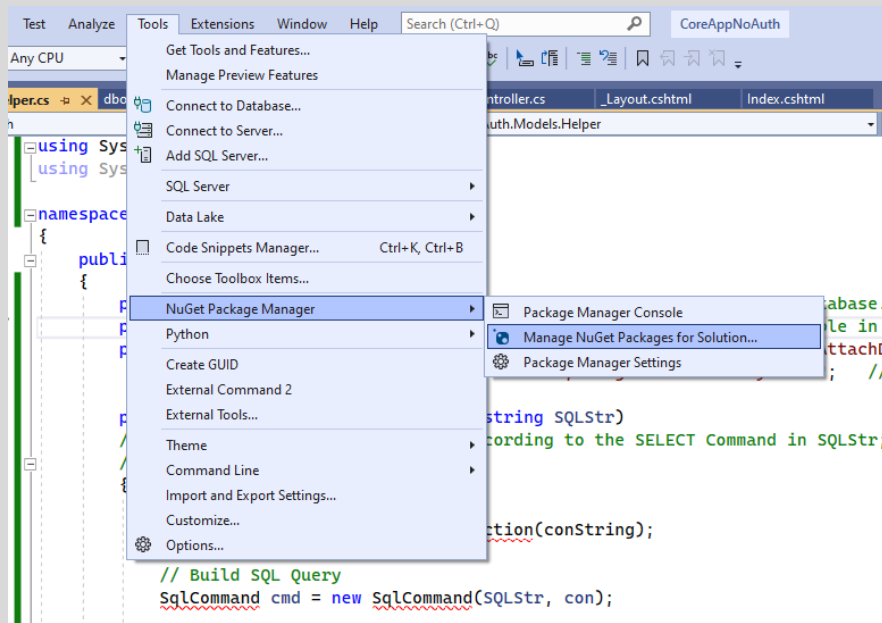 Test Analyze Tools Extensions Window Help Search (Ctrl+Q) CoreAppNoAuth
Any CPU
elper.cs dbo ntroller.cs _Layout.cshtml Index.cshtml
uth.Models.Helper
Get Tools and Features...
Manage Preview Features
Connect to Database...
Connect to Server...
Add SQL Server...
SQL Server
Data Lake
Code Snippets Manager... Ctrl+K, Ctrl+B
Choose Toolbox Items...
NuGet Package Manager
Python
Create GUID
External Command 2
External Tools...
Theme
Command Line
Import and Export Settings...
Customize...
Options...
Package Manager Console
Manage NuGet Packages for Solution...
Package Manager Settings
using Sys
using Sys
namespace
{
publi
{
abase.
le in
ttachD
; //
string SQLStr)
cording to the SELECT Command in SQLStr;
ction(conString);
// Build SQL Query
SqlCommand cmd = new SqlCommand(SQLStr, con);